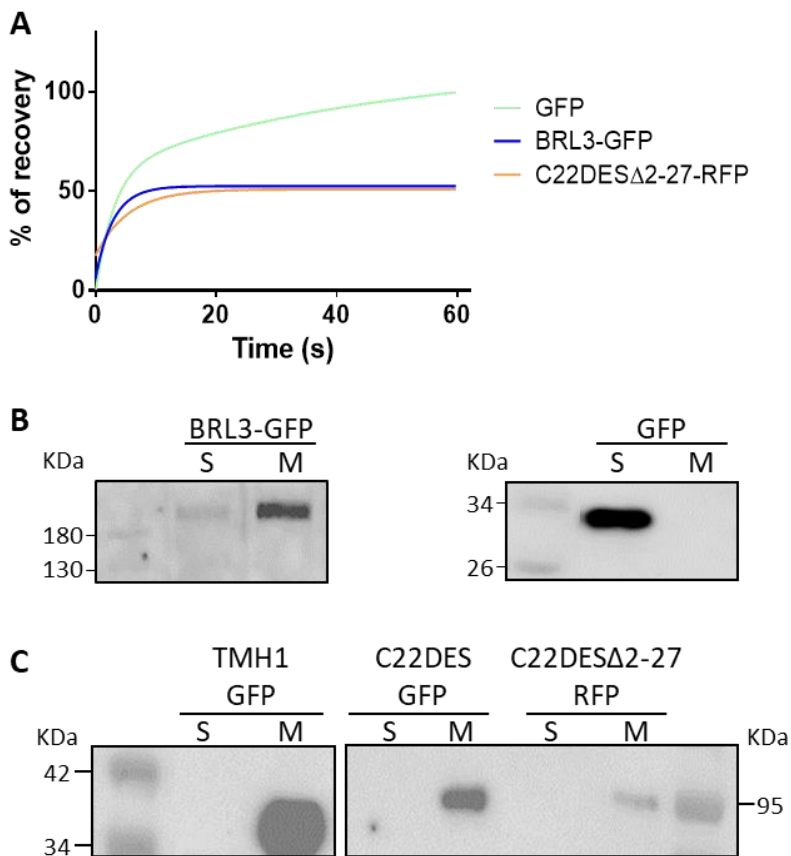 A
% of recovery
100
50
0
0 20 40 60
Time (s)
GFP
BRL3-GFP
C22DESΔ2-27-RFP
B
BRL3-GFP
KDa S M
180
130
GFP
KDa S M
34
26
C
TMH1 C22DES C22DESΔ2-27
GFP GFP RFP
KDa S M S M S M KDa
42
95
34